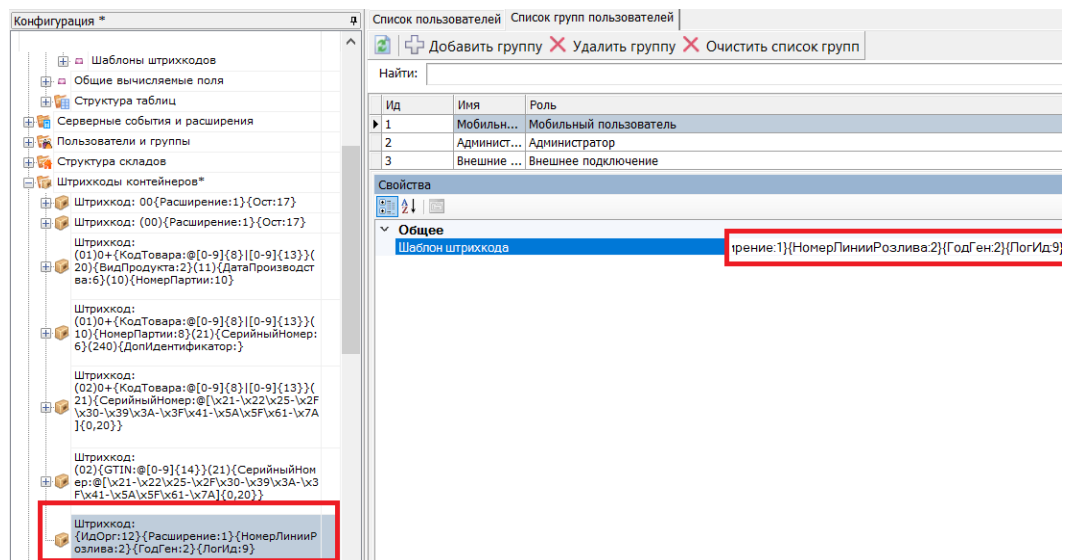 Конфигурация *
Шаблоны штрихкодов
Общие вычисляемые поля
Структура таблиц
Серверные события и расширения
Пользователи и группы
Структура складов
Штрихкоды контейнеров*
Штрихкод: 00{Расширение:1}{Ост:17}
Штрихкод: (00){Расширение:1}{Ост:17}
Штрихкод:
(01)0+{КодТовара:@[0-9]{8}|[0-9]{13}}(
20){ВидПродукта:2}(11){ДатаПроизводст
ва:6}(10){НомерПартии:10}
Штрихкод:
(01)0+{КодТовара:@[0-9]{8}|[0-9]{13}}(
10){НомерПартии:8}(21){СерийныйНомер:
6}(240){ДопИдентификатор:}
Штрихкод:
(02)0+{КодТовара:@[0-9]{8}|[0-9]{13}}(
21){СерийныйНомер:@[\x21-\x22\x25-\x2F
\x30-\x39\x3A-\x3F\x41-\x5A\x5F\x61-\x7A
]{0,20}}
Штрихкод:
(02){GTIN:@[0-9]{14}}(21){СерийныйНом
ер:@[\x21-\x22\x25-\x2F\x30-\x39\x3A-\x3
F\x41-\x5A\x5F\x61-\x7A]{0,20}}
Штрихкод:
{ИдОрг:12}{Расширение:1}{НомерЛинииР
озлива:2}{ГодГен:2}{ЛогИд:9}
Список пользователей Список групп пользователей
Добавить группу Удалить группу Очистить список групп
Найти:
Ид Имя Роль
1 Мобильн... Мобильный пользователь
2 Админист... Администратор
3 Внешние ... Внешнее подключение
Свойства
Общее
Шаблон штрихкода ирение:1}{НомерЛинииРозлива:2}{ГодГен:2}{ЛогИд:9}